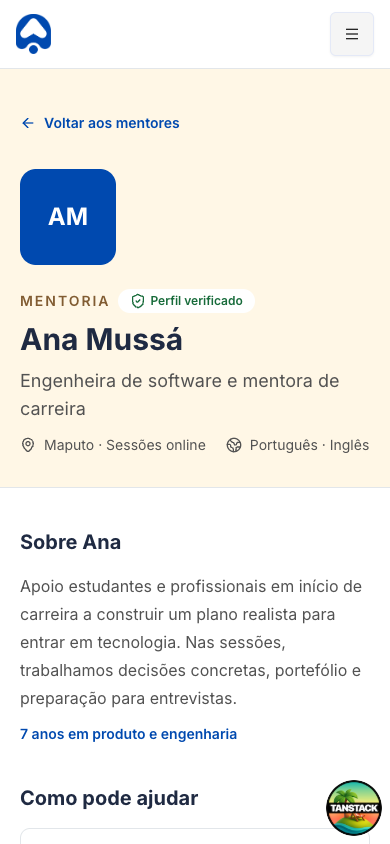 Voltar aos mentores
AM
MENTORIA
Perfil verificado
Ana Mussá
Engenheira de software e mentora de
carreira
Maputo · Sessões online
Português · Inglês
Sobre Ana
Apoio estudantes e profissionais em início de
carreira a construir um plano realista para
entrar em tecnologia. Nas sessões,
trabalhamos decisões concretas, portefólio e
preparação para entrevistas.
7 anos em produto e engenharia
Como pode ajudar
TANSTACK